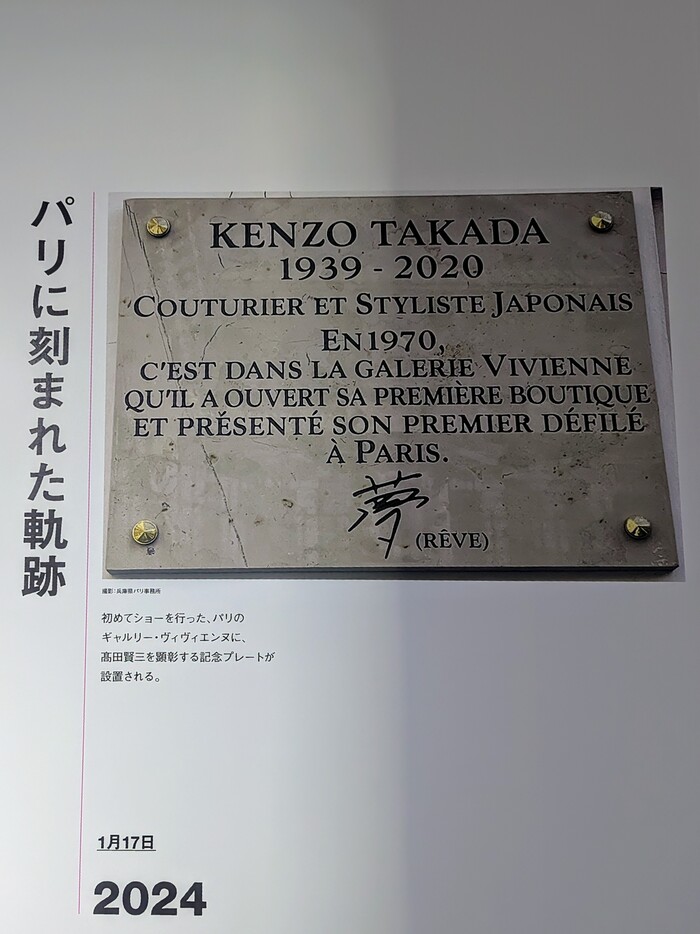 パリに刻まれた軌跡
KENZO TAKADA
1939 - 2020
COUTURIER ET STYLISTE JAPONAIS
EN 1970,
C'EST DANS LA GALERIE VIVIENNE
QU'IL A OUVERT SA PREMIÈRE BOUTIQUE
ET PRÉSENTÉ SON PREMIER DÉFILÉ
À PARIS.
夢 (RÊVE)
撮影：兵庫県パリ事務所
初めてショーを行った、パリの
ギャルリー・ヴィヴィエンヌに、
髙田賢三を顕彰する記念プレートが
設置される。
1月17日
2024